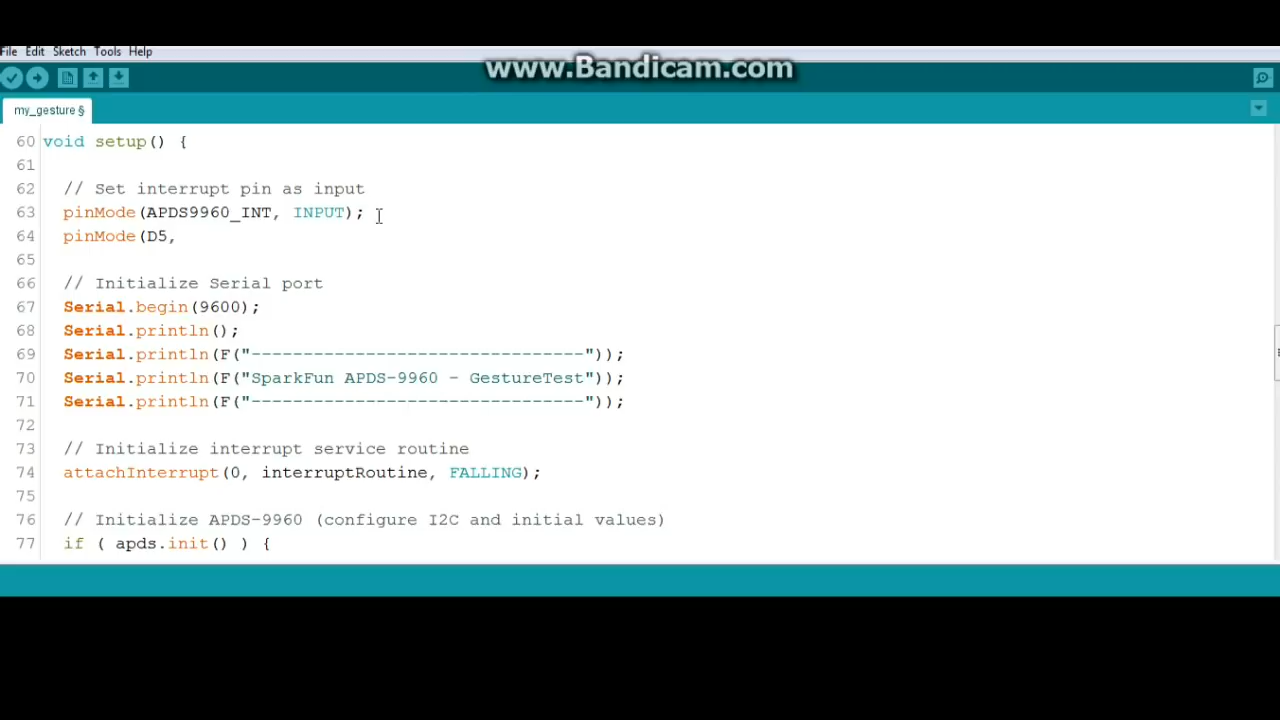 www.Bandicam.com
File Edit Sketch Tools Help
my_gesture §
60 void setup() {
61
62 // Set interrupt pin as input
63 pinMode(APDS9960_INT, INPUT);
64 pinMode(D5,
65
66 // Initialize Serial port
67 Serial.begin(9600);
68 Serial.println();
69 Serial.println(F("--------------------------------"));
70 Serial.println(F("SparkFun APDS-9960 - GestureTest"));
71 Serial.println(F("--------------------------------"));
72
73 // Initialize interrupt service routine
74 attachInterrupt(0, interruptRoutine, FALLING);
75
76 // Initialize APDS-9960 (configure I2C and initial values)
77 if ( apds.init() ) {